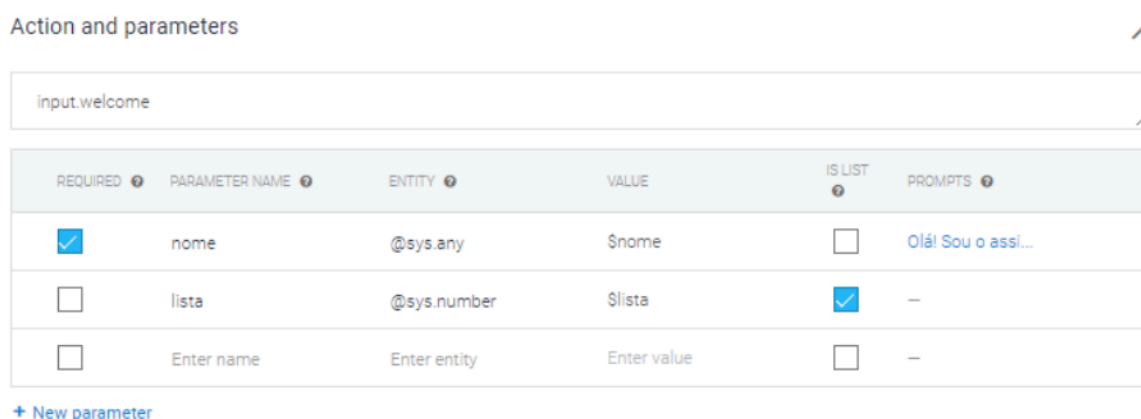 Action and parameters
input.welcome
REQUIRED PARAMETER NAME ENTITY VALUE IS LIST PROMPTS
nome @sys.any $nome Olá! Sou o assi...
lista @sys.number $lista —
Enter name Enter entity Enter value —
+ New parameter